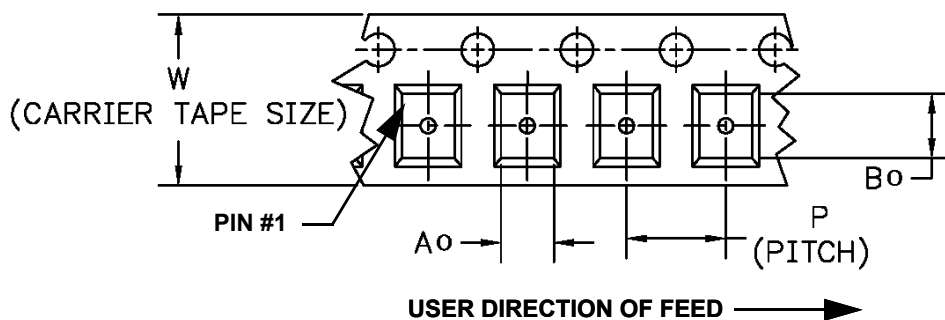 W
(CARRIER TAPE SIZE)
PIN #1
Ao
Bo
P
(PITCH)
USER DIRECTION OF FEED